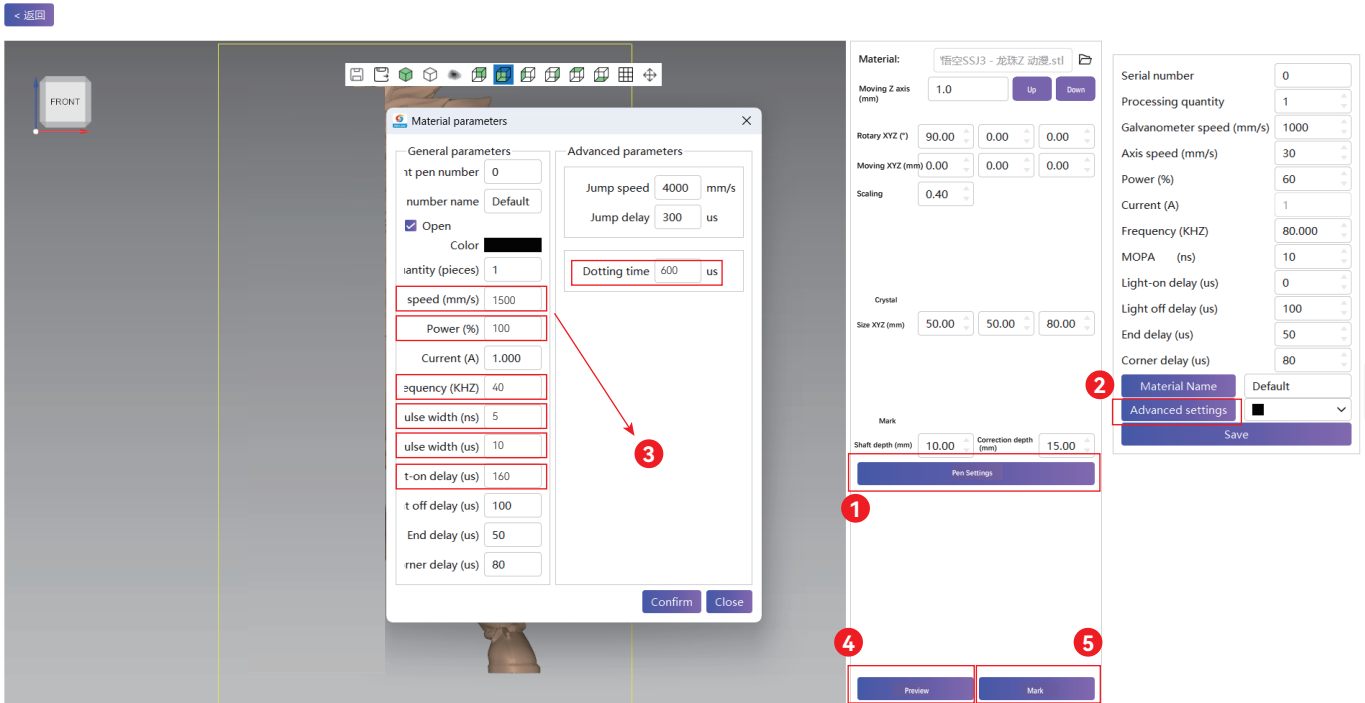 < 返回
FRONT
Material parameters
General parameters
nt pen number 0
number name Default
Open
Color
uantity (pieces) 1
speed (mm/s) 1500
Power (%) 100
Current (A) 1.000
equency (KHZ) 40
ulse width (ns) 5
ulse width (us) 10
t-on delay (us) 160
t off delay (us) 100
End delay (us) 50
rner delay (us) 80
Advanced parameters
Jump speed 4000 mm/s
Jump delay 300 us
Dotting time 600 us
Confirm Close
3
Material: 悟空SSJ3 - 龙珠Z 动漫.stl
Moving Z axis (mm) 1.0 Up Down
Rotary XYZ (°) 90.00 0.00 0.00
Moving XYZ (mm) 0.00 0.00 0.00
Scaling 0.40
Crystal
Size XYZ (mm) 50.00 50.00 80.00
Mark
Shaft depth (mm) 10.00 Correction depth (mm) 15.00
Pen Settings
1
4
5
Preview Mark
Serial number 0
Processing quantity 1
Galvanometer speed (mm/s) 1000
Axis speed (mm/s) 30
Power (%) 60
Current (A) 1
Frequency (KHZ) 80.000
MOPA (ns) 10
Light-on delay (us) 0
Light off delay (us) 100
End delay (us) 50
Corner delay (us) 80
2
Material Name Default
Advanced settings
Save